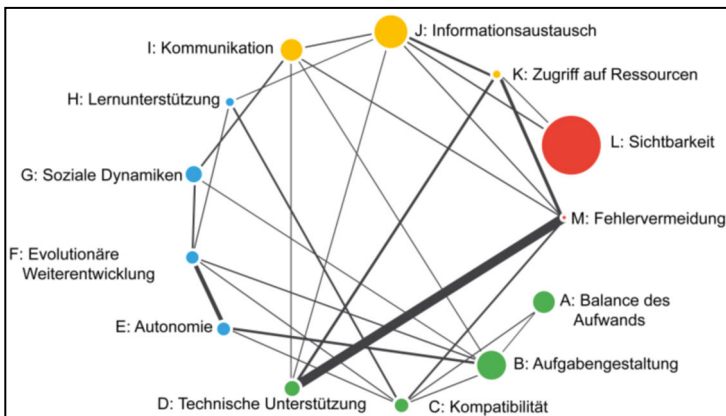 J: Informationsaustausch
I: Kommunikation
K: Zugriff auf Ressourcen
H: Lernunterstützung
L: Sichtbarkeit
G: Soziale Dynamiken
M: Fehlervermeidung
F: Evolutionäre
Weiterentwicklung
A: Balance des
Aufwands
E: Autonomie
B: Aufgabengestaltung
D: Technische Unterstützung
C: Kompatibilität